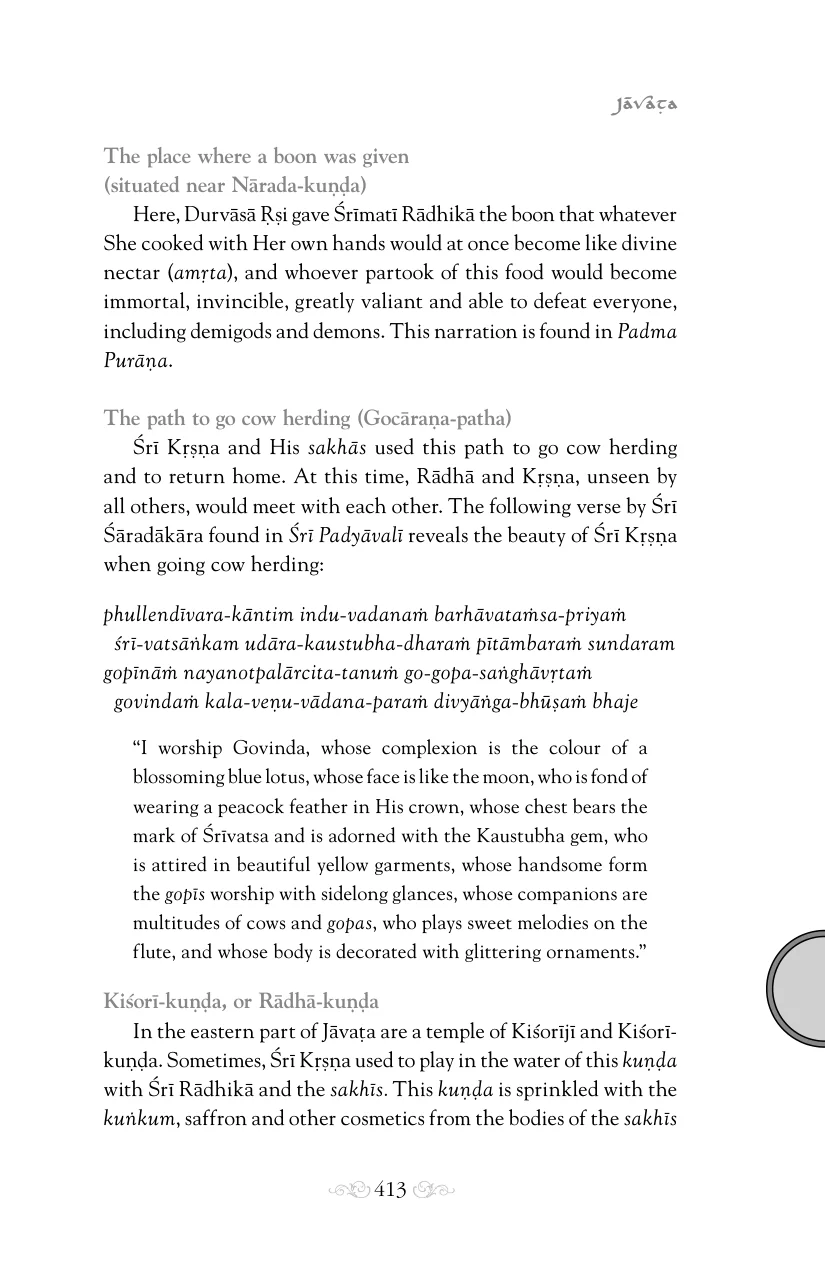 Jāvaṭa
The place where a boon was given
(situated near Nārada-kuṇḍa)
Here, Durvāsā Ṛṣi gave Śrīmatī Rādhikā the boon that whatever
She cooked with Her own hands would at once become like divine
nectar (amṛta), and whoever partook of this food would become
immortal, invincible, greatly valiant and able to defeat everyone,
including demigods and demons. This narration is found in Padma
Purāṇa.
The path to go cow herding (Gocāraṇa-patha)
Śrī Kṛṣṇa and His sakhās used this path to go cow herding
and to return home. At this time, Rādhā and Kṛṣṇa, unseen by
all others, would meet with each other. The following verse by Śrī
Śāradākāra found in Śrī Padyāvalī reveals the beauty of Śrī Kṛṣṇa
when going cow herding:
phullendīvara-kāntim indu-vadanaṁ barhāvataṁsa-priyaṁ
śrī-vatsāṅkam udāra-kaustubha-dharaṁ pītāmbaraṁ sundaram
gopīnāṁ nayanotpalārcita-tanuṁ go-gopa-saṅghāvṛtaṁ
govindaṁ kala-veṇu-vādana-paraṁ divyāṅga-bhūṣaṁ bhaje
“I worship Govinda, whose complexion is the colour of a
blossoming blue lotus, whose face is like the moon, who is fond of
wearing a peacock feather in His crown, whose chest bears the
mark of Śrīvatsa and is adorned with the Kaustubha gem, who
is attired in beautiful yellow garments, whose handsome form
the gopīs worship with sidelong glances, whose companions are
multitudes of cows and gopas, who plays sweet melodies on the
flute, and whose body is decorated with glittering ornaments.”
Kiśorī-kuṇḍa, or Rādhā-kuṇḍa
In the eastern part of Jāvaṭa are a temple of Kiśorījī and Kiśorī-
kuṇḍa. Sometimes, Śrī Kṛṣṇa used to play in the water of this kuṇḍa
with Śrī Rādhikā and the sakhīs. This kuṇḍa is sprinkled with the
kuṅkum, saffron and other cosmetics from the bodies of the sakhīs
413